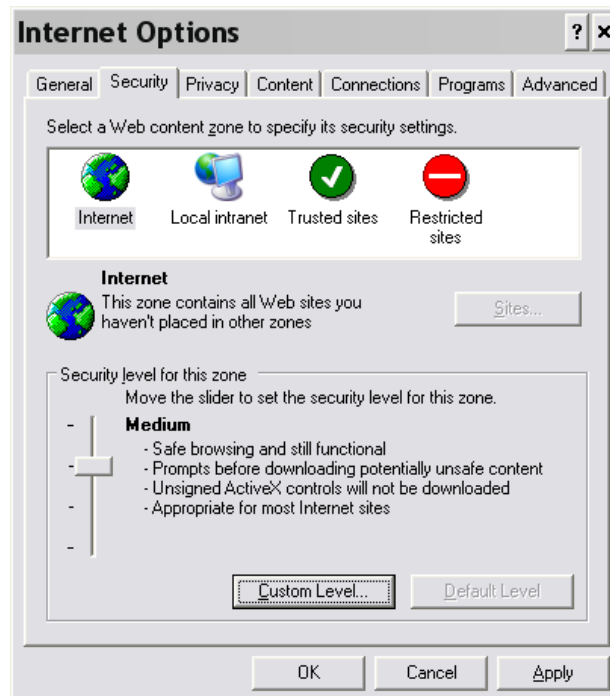 Internet Options
? x
General Security Privacy Content Connections Programs Advanced
Select a Web content zone to specify its security settings.
Internet Local intranet Trusted sites Restricted sites
Internet
This zone contains all Web sites you
haven't placed in other zones
Sites...
Security level for this zone
Move the slider to set the security level for this zone.
Medium
- Safe browsing and still functional
- Prompts before downloading potentially unsafe content
- Unsigned ActiveX controls will not be downloaded
- Appropriate for most Internet sites
Custom Level... Default Level
OK Cancel Apply